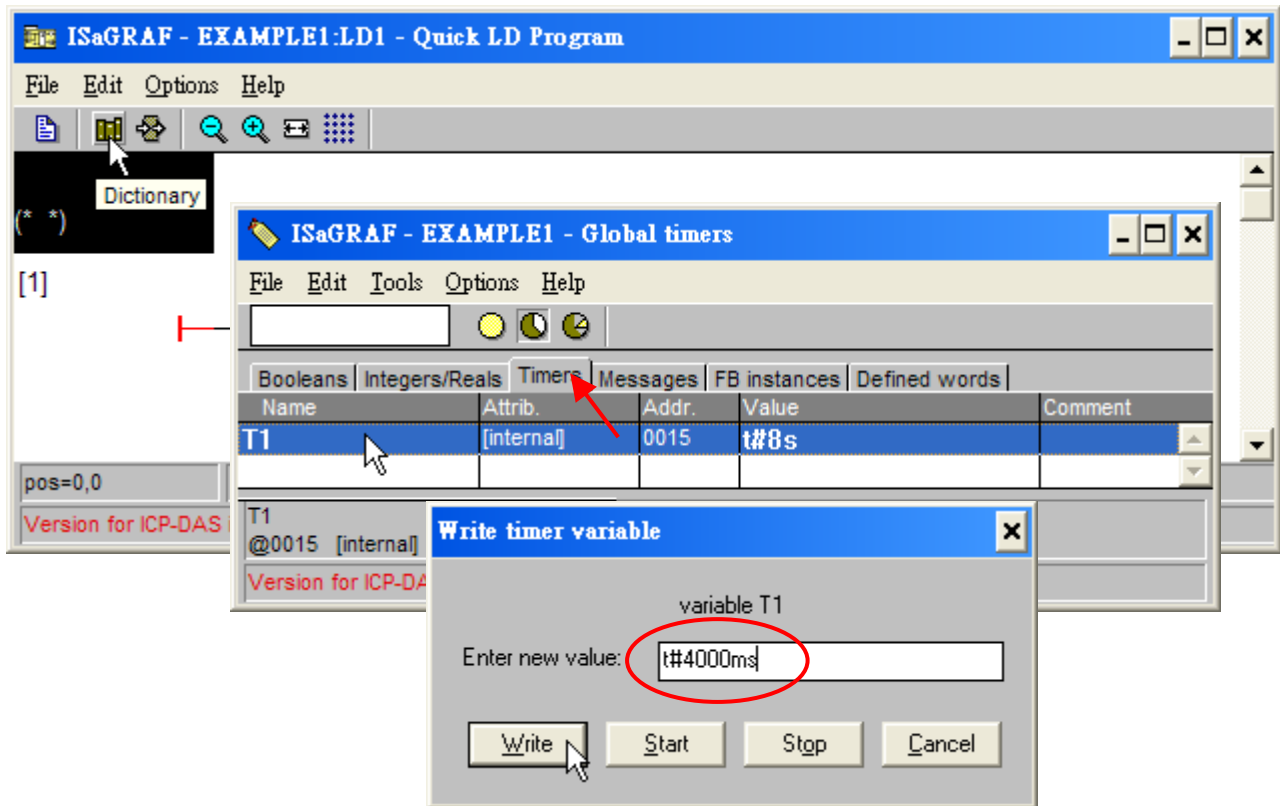 ISaGRAF - EXAMPLE1:LD1 - Quick LD Program
File Edit Options Help
Dictionary
(* *)
[1]
ISaGRAF - EXAMPLE1 - Global timers
File Edit Tools Options Help
Booleans Integers/Reals Timers Messages FB instances Defined words
Name Attrib. Addr. Value Comment
T1 [internal] 0015 t#8s
pos=0,0
Version for ICP-DAS
T1
@0015 [internal]
Version for ICP-DA
Write timer variable
variable T1
Enter new value: t#4000ms
Write Start Stop Cancel